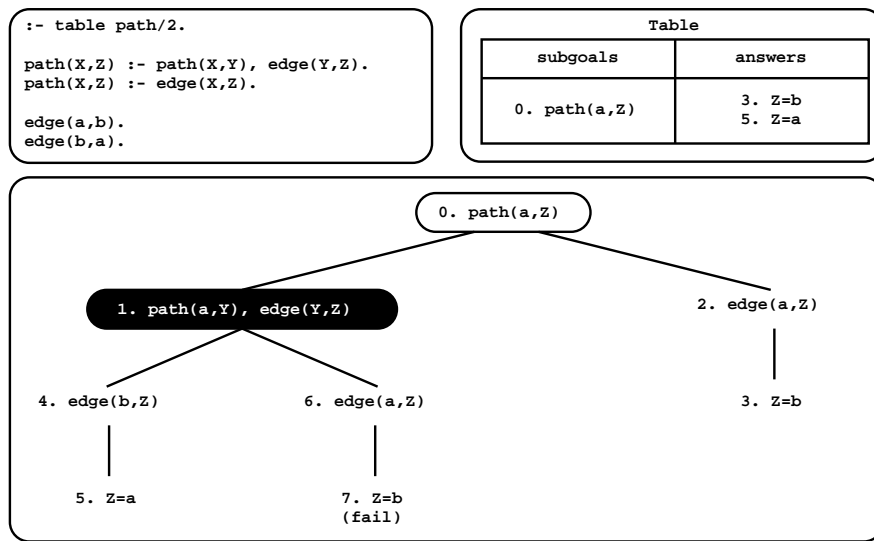 :- table path/2.
path(X,Z) :- path(X,Y), edge(Y,Z).
path(X,Z) :- edge(X,Z).
edge(a,b).
edge(b,a).
Table
subgoals answers
0. path(a,Z)
3. Z=b
5. Z=a
0. path(a,Z)
1. path(a,Y), edge(Y,Z)
2. edge(a,Z)
4. edge(b,Z)
6. edge(a,Z)
3. Z=b
5. Z=a
7. Z=b
(fail)